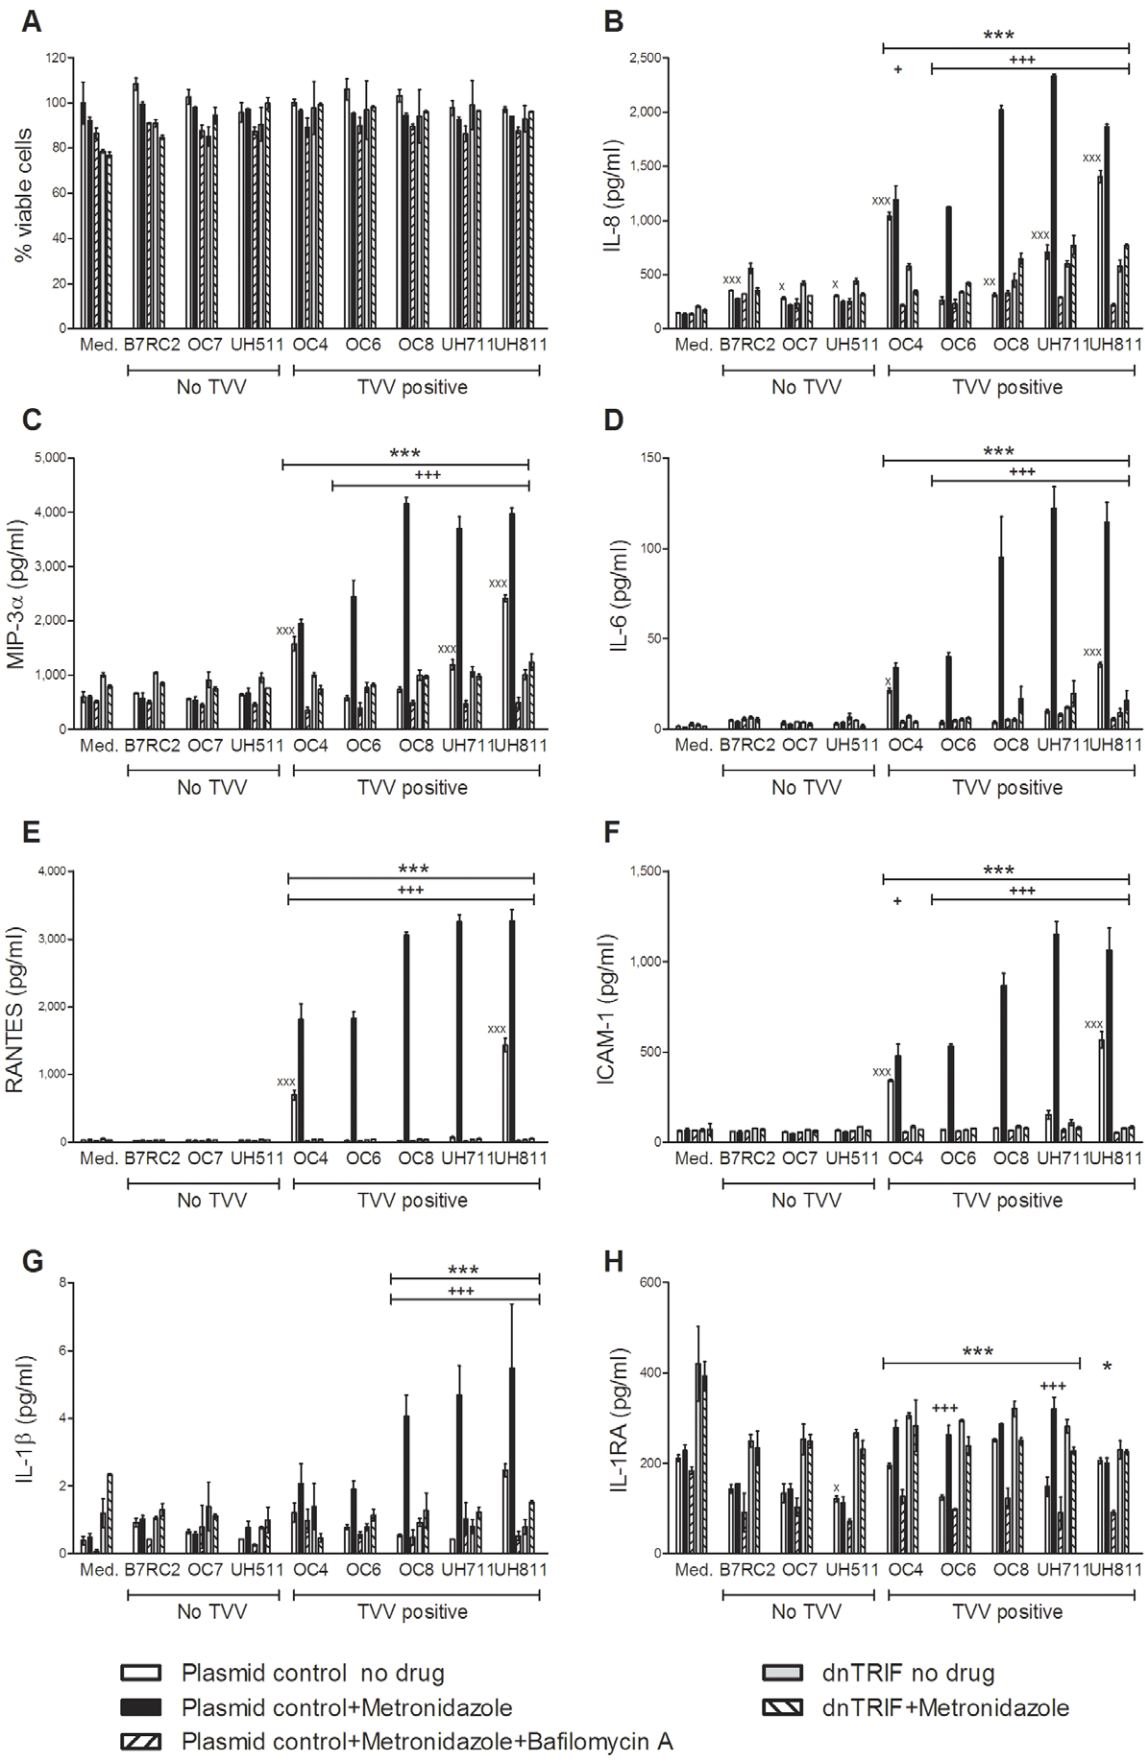 A
% viable cells
120
100
80
60
40
20
0
Med. B7RC2 OC7 UH511 OC4 OC6 OC8 UH711 UH811
No TVV TVV positive
B
IL-8 (pg/ml)
***
+ +++
2,500
2,000
1,500
1,000
500
0
xxx x x xxx xx xxx xxx
Med. B7RC2 OC7 UH511 OC4 OC6 OC8 UH711 UH811
No TVV TVV positive
C
MIP-3α (pg/ml)
***
+++
5,000
4,000
3,000
2,000
1,000
0
xxx xxx xxx
Med. B7RC2 OC7 UH511 OC4 OC6 OC8 UH711 UH811
No TVV TVV positive
D
IL-6 (pg/ml)
***
+++
150
100
50
0
x xxx
Med. B7RC2 OC7 UH511 OC4 OC6 OC8 UH711 UH811
No TVV TVV positive
E
RANTES (pg/ml)
***
+++
4,000
3,000
2,000
1,000
0
xxx xxx
Med. B7RC2 OC7 UH511 OC4 OC6 OC8 UH711 UH811
No TVV TVV positive
F
ICAM-1 (pg/ml)
***
+ +++
1,500
1,000
500
0
xxx xxx
Med. B7RC2 OC7 UH511 OC4 OC6 OC8 UH711 UH811
No TVV TVV positive
G
IL-1β (pg/ml)
***
+++
8
6
4
2
0
Med. B7RC2 OC7 UH511 OC4 OC6 OC8 UH711 UH811
No TVV TVV positive
H
IL-1RA (pg/ml)
*** *
+++ +++
600
400
200
0
x
Med. B7RC2 OC7 UH511 OC4 OC6 OC8 UH711 UH811
No TVV TVV positive
Plasmid control no drug
Plasmid control+Metronidazole
Plasmid control+Metronidazole+Bafilomycin A
dnTRIF no drug
dnTRIF+Metronidazole